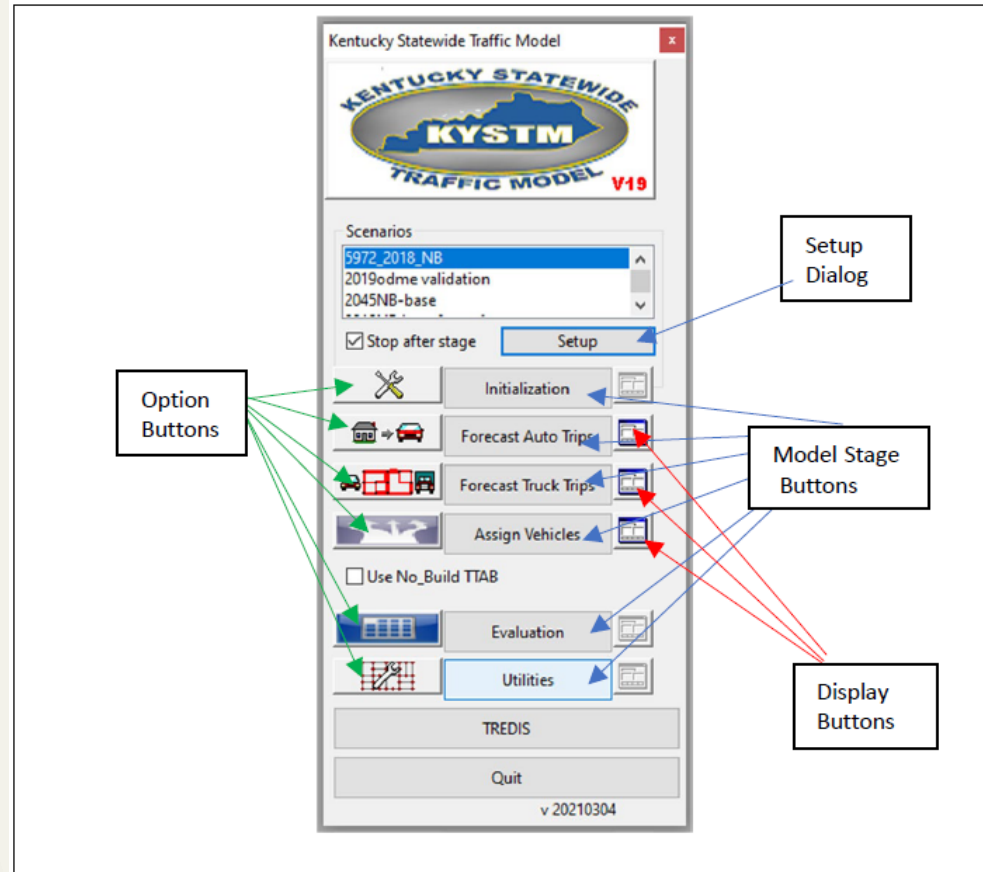 Kentucky Statewide Traffic Model
x
KENTUCKY STATEWIDE
KYSTM
TRAFFIC MODEL
V19
Scenarios
5972_2018_NB
2019odme validation
2045NB-base
Stop after stage
Setup
Setup
Dialog
Initialization
Option
Buttons
Forecast Auto Trips
Model Stage
Buttons
Forecast Truck Trips
Assign Vehicles
Use No_Build TTAB
Evaluation
Utilities
Display
Buttons
TREDIS
Quit
v 20210304